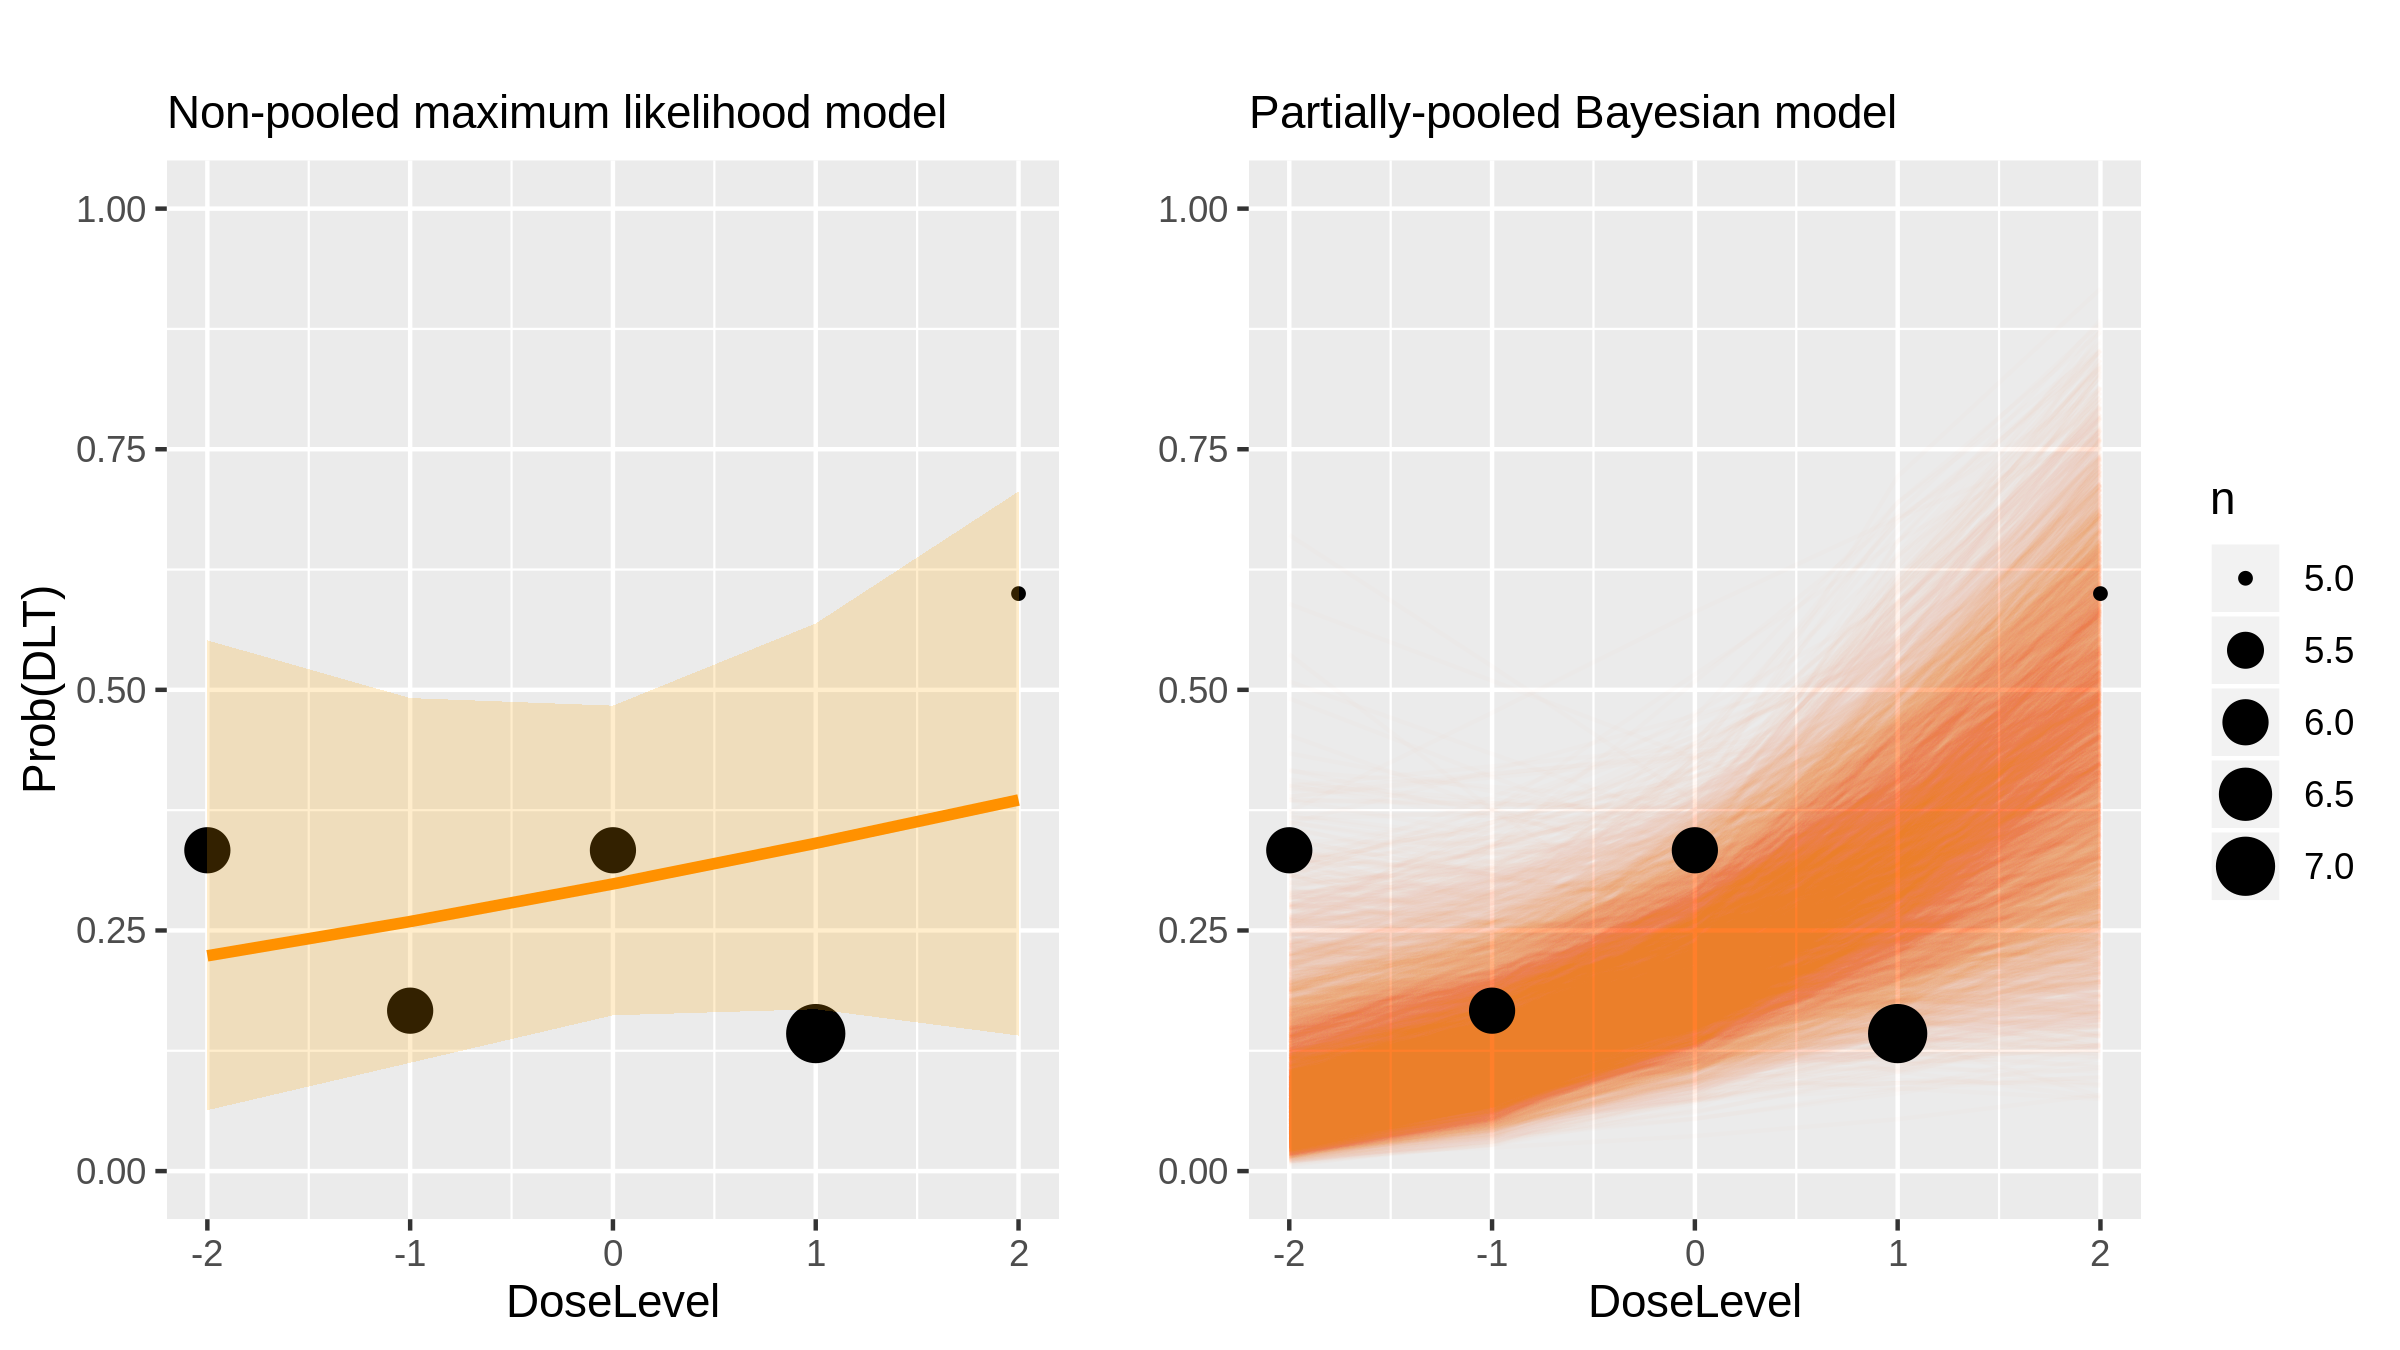 Non-pooled maximum likelihood model
Prob(DLT)
1.00
0.75
0.50
0.25
0.00
-2 -1 0 1 2
DoseLevel
Partially-pooled Bayesian model
1.00
0.75
0.50
0.25
0.00
-2 -1 0 1 2
DoseLevel
n
5.0
5.5
6.0
6.5
7.0